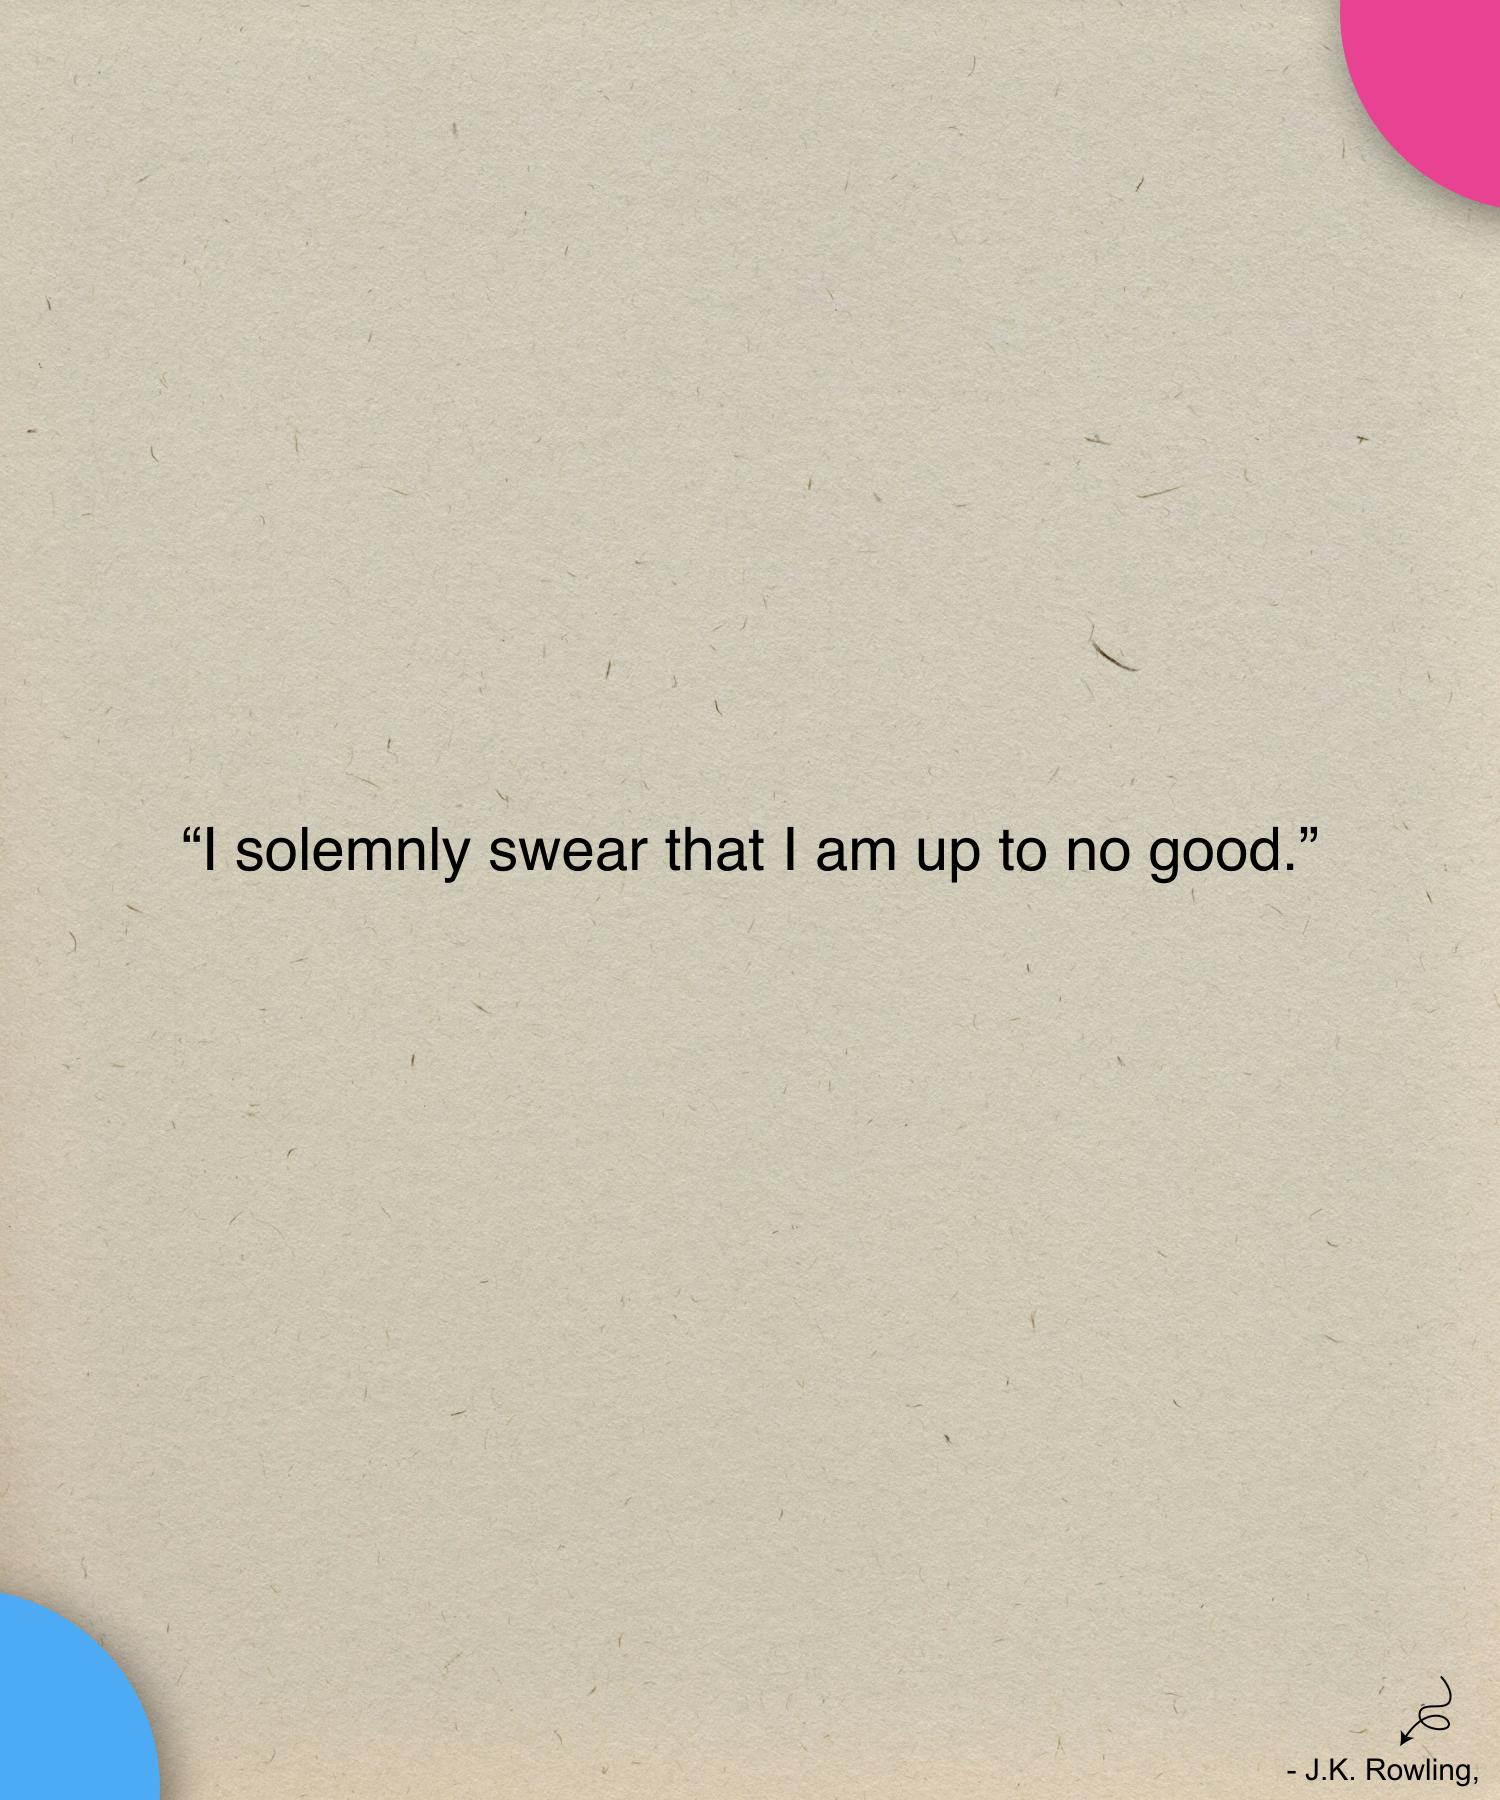 “I solemnly swear that I am up to no good.”
- J.K. Rowling,